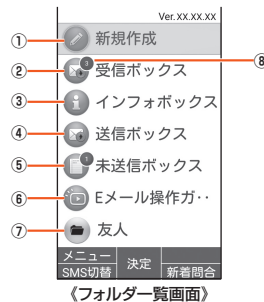 Ver.XX.XX.XX
① 新規作成
② 3 受信ボックス ⑧
③ インフォボックス
④ 送信ボックス
⑤ 1 未送信ボックス
⑥ Eメール操作ガ‥
⑦ 友人
メニュー 決定
SMS切替 新着問合
《フォルダ一覧画面》